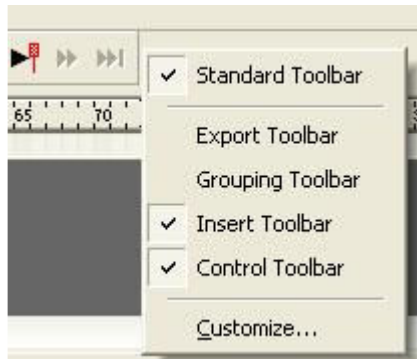 Standard Toolbar
65 70
Export Toolbar
Grouping Toolbar
Insert Toolbar
Control Toolbar
Customize...